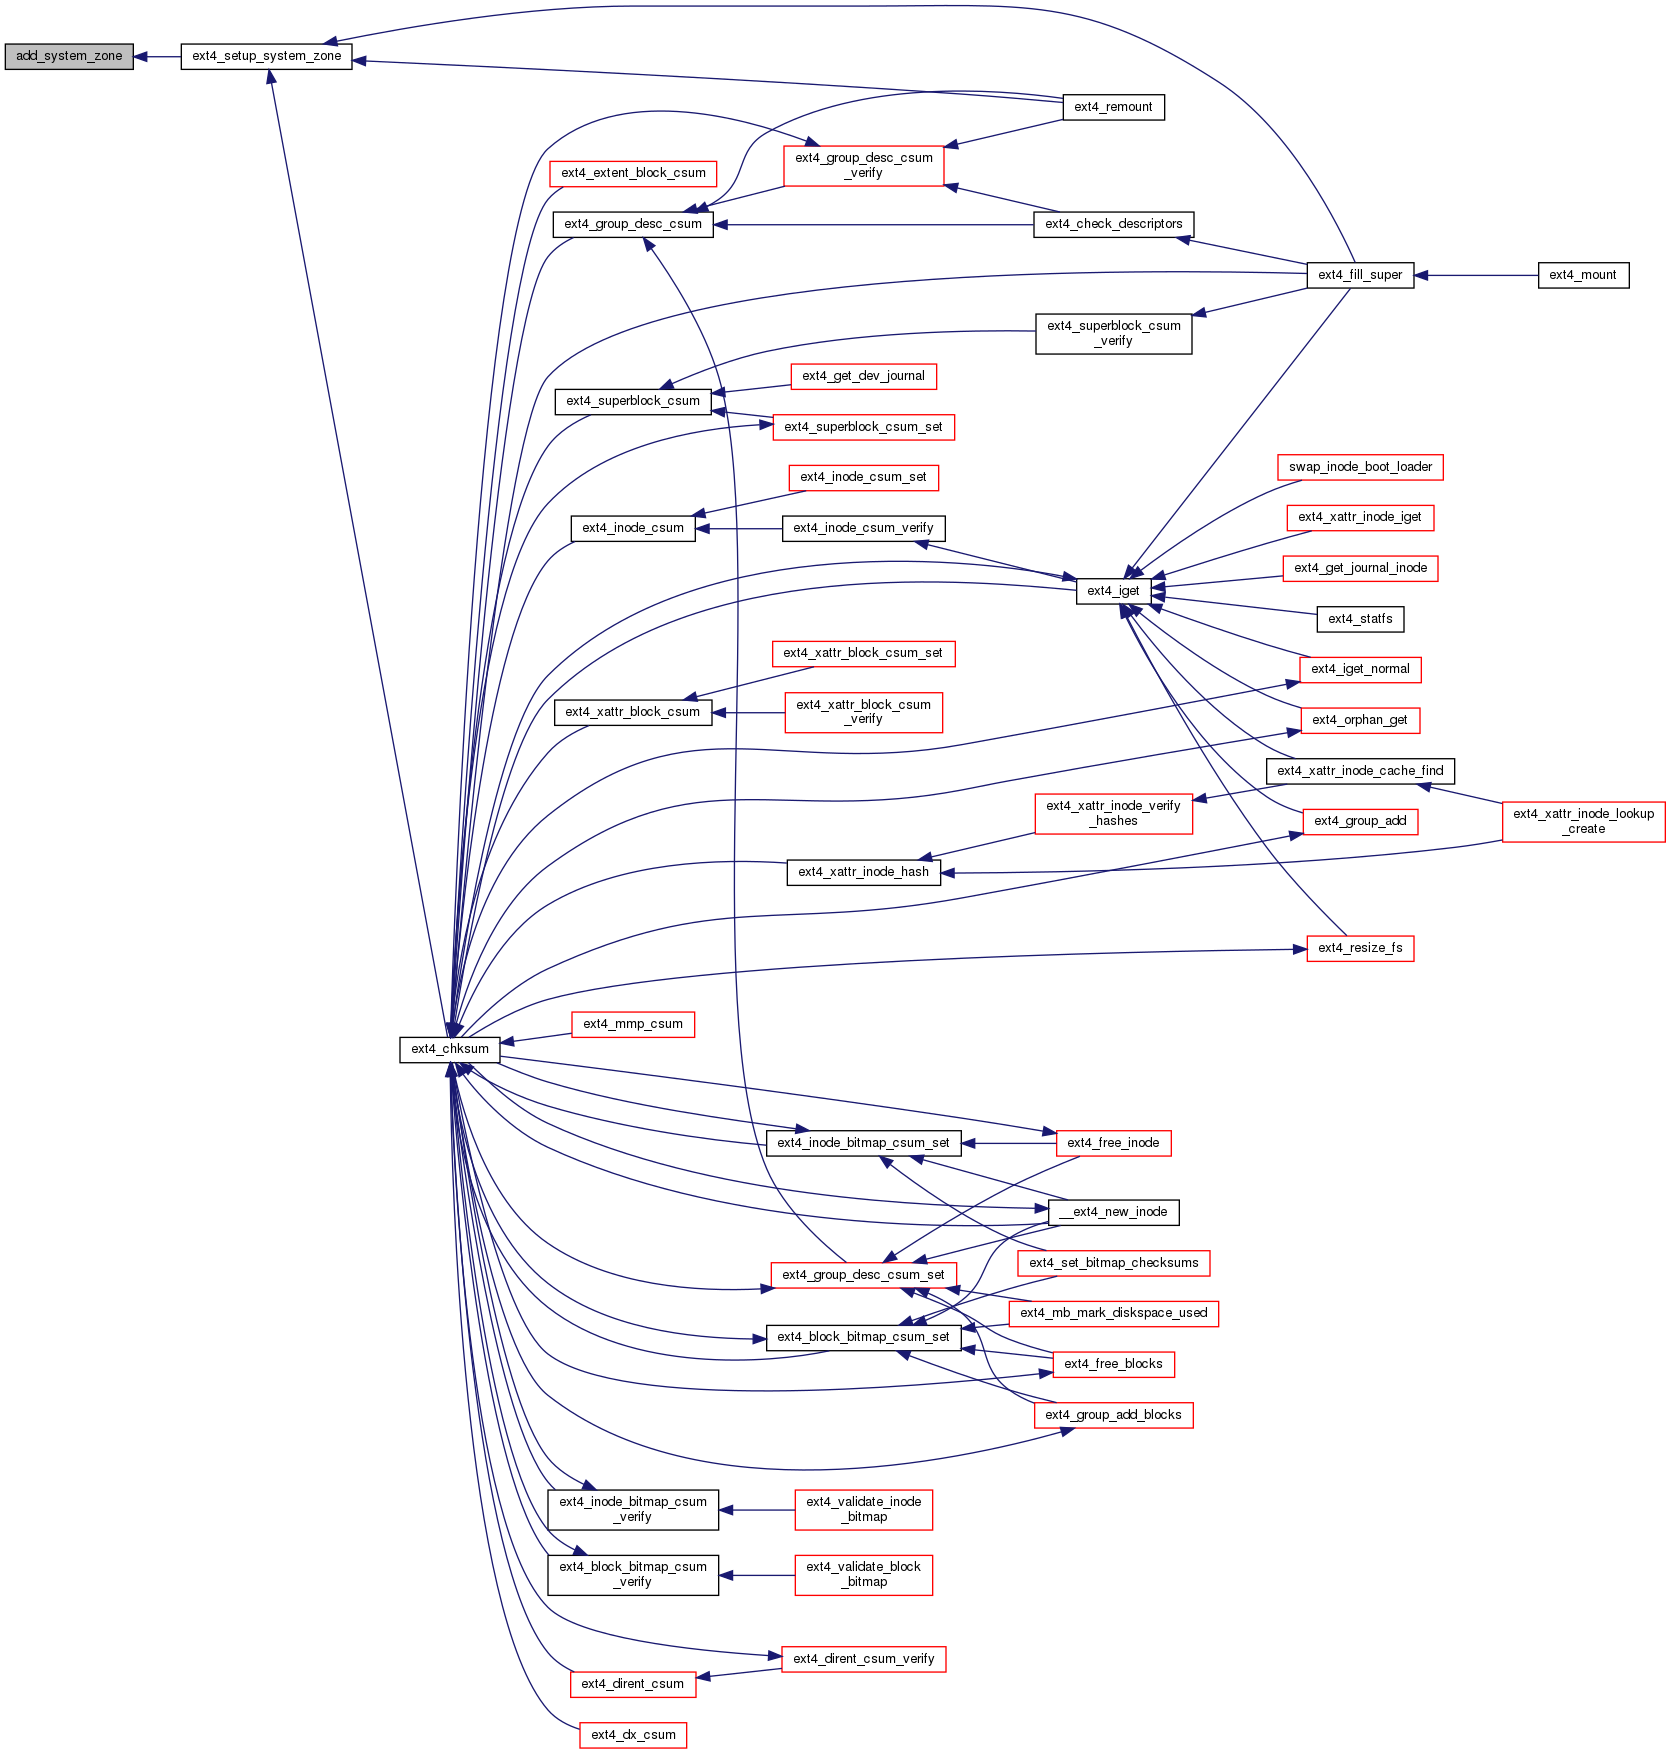 add_system_zone
ext4_setup_system_zone
ext4_remount
ext4_group_desc_csum
_verify
ext4_extent_block_csum
ext4_group_desc_csum
ext4_check_descriptors
ext4_fill_super
ext4_mount
ext4_superblock_csum
_verify
ext4_get_dev_journal
ext4_superblock_csum
ext4_superblock_csum_set
swap_inode_boot_loader
ext4_inode_csum_set
ext4_xattr_inode_iget
ext4_inode_csum
ext4_inode_csum_verify
ext4_get_journal_inode
ext4_iget
ext4_statfs
ext4_xattr_block_csum_set
ext4_iget_normal
ext4_xattr_block_csum
ext4_xattr_block_csum
_verify
ext4_orphan_get
ext4_xattr_inode_cache_find
ext4_xattr_inode_verify
_hashes
ext4_group_add
ext4_xattr_inode_lookup
_create
ext4_xattr_inode_hash
ext4_resize_fs
ext4_mmp_csum
ext4_chksum
ext4_inode_bitmap_csum_set
ext4_free_inode
__ext4_new_inode
ext4_set_bitmap_checksums
ext4_group_desc_csum_set
ext4_mb_mark_diskspace_used
ext4_block_bitmap_csum_set
ext4_free_blocks
ext4_group_add_blocks
ext4_inode_bitmap_csum
_verify
ext4_validate_inode
_bitmap
ext4_block_bitmap_csum
_verify
ext4_validate_block
_bitmap
ext4_dirent_csum_verify
ext4_dirent_csum
ext4_dx_csum